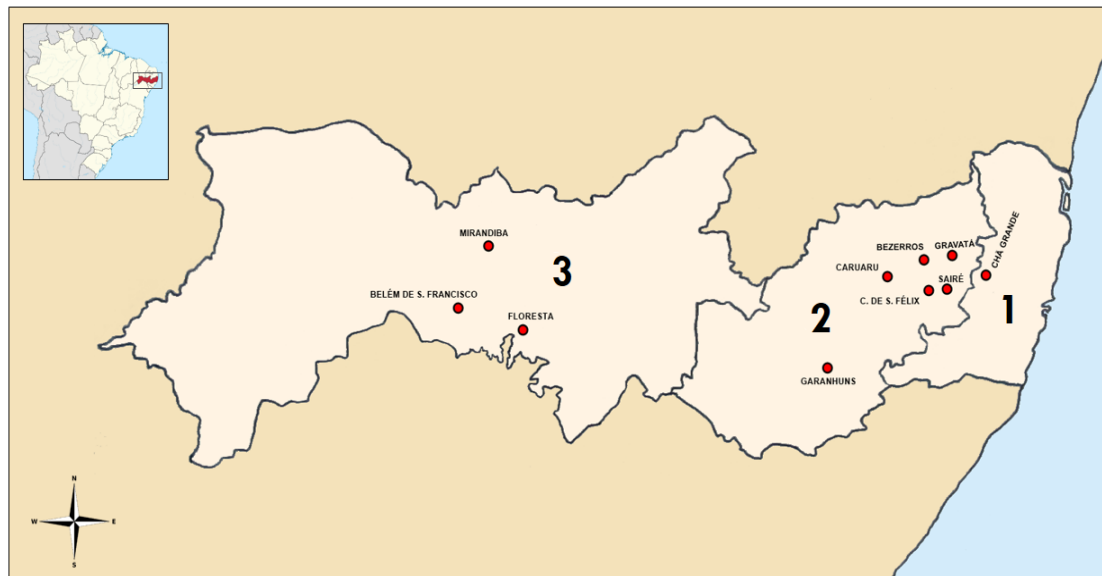 MIRANDIBA
3
BELÉM DE S. FRANCISCO
FLORESTA
BEZERROS
GRAVATÁ
CHÃ GRANDE
CARUARU
SAIRÉ
C. DE S. FÉLIX
2
1
GARANHUNS
N
W
E
S